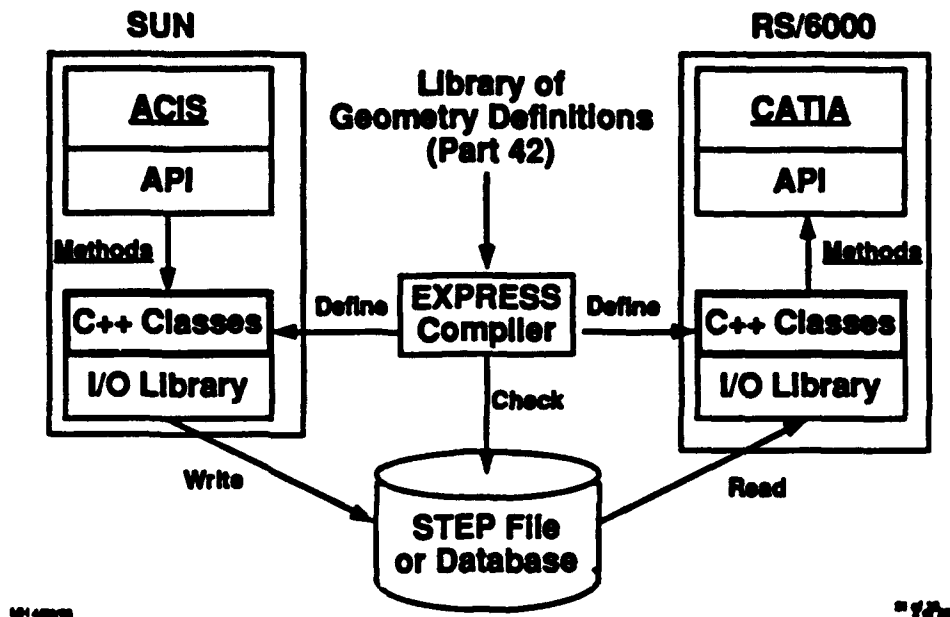 SUN
RS/6000
ACIS
API
Methods
C++ Classes
I/O Library
Library of
Geometry Definitions
(Part 42)
Define
EXPRESS
Compiler
Define
Check
CATIA
API
Methods
C++ Classes
I/O Library
Write
Read
STEP File
or Database